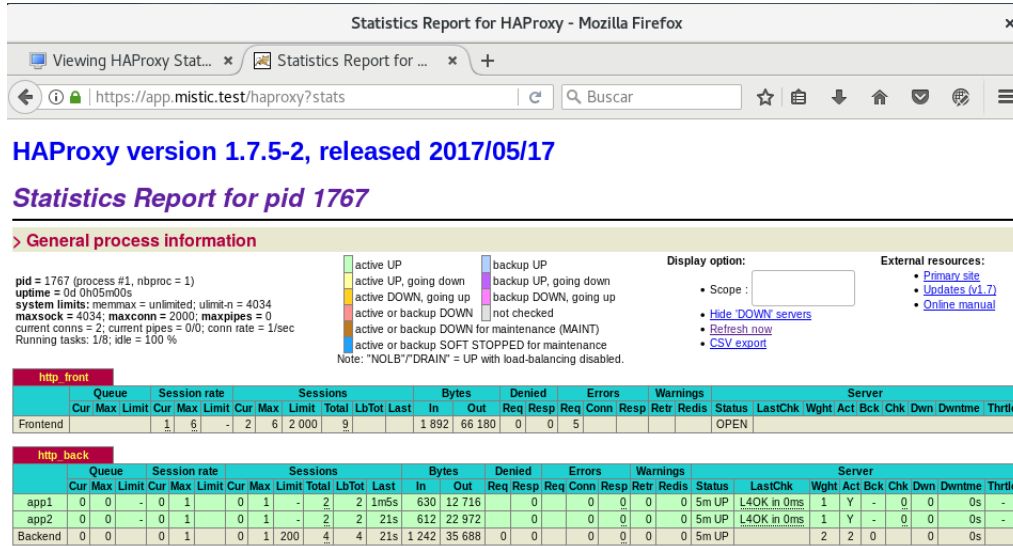 Statistics Report for HAProxy - Mozilla Firefox ×
Viewing HAProxy Stat... × Statistics Report for ... × +
https://app.mistic.test/haproxy?stats Buscar
HAProxy version 1.7.5-2, released 2017/05/17
Statistics Report for pid 1767
> General process information
pid = 1767 (process #1, nbproc = 1)
uptime = 0d 0h05m00s
system limits: memmax = unlimited; ulimit-n = 4034
maxsock = 4034; maxconn = 2000; maxpipes = 0
current conns = 2; current pipes = 0/0; conn rate = 1/sec
Running tasks: 1/8; idle = 100 %
active UP backup UP
active UP, going down backup UP, going down
active DOWN, going up backup DOWN, going up
active or backup DOWN not checked
active or backup DOWN for maintenance (MAINT)
active or backup SOFT STOPPED for maintenance
Note: "NOLB"/"DRAIN" = UP with load-balancing disabled.
Display option:
• Scope :
• Hide 'DOWN' servers
• Refresh now
• CSV export
External resources:
• Primary site
• Updates (v1.7)
• Online manual
http_front
Queue Session rate Sessions Bytes Denied Errors Warnings Server
Cur Max Limit Cur Max Limit Cur Max Limit Total LbTot Last In Out Req Resp Req Conn Resp Retr Redis Status LastChk Wght Act Bck Chk Dwn Dwntme Thrtle
Frontend 1 6 - 2 6 2 000 9 1 892 66 180 0 0 5 OPEN
http_back
Queue Session rate Sessions Bytes Denied Errors Warnings Server
Cur Max Limit Cur Max Limit Cur Max Limit Total LbTot Last In Out Req Resp Req Conn Resp Retr Redis Status LastChk Wght Act Bck Chk Dwn Dwntme Thrtle
app1 0 0 - 0 1 0 1 - 2 2 1m5s 630 12 716 0 0 0 0 0 5m UP L4OK in 0ms 1 Y - 0 0 0s -
app2 0 0 - 0 1 0 1 - 2 2 21s 612 22 972 0 0 0 0 0 5m UP L4OK in 0ms 1 Y - 0 0 0s -
Backend 0 0 0 1 0 1 200 4 4 21s 1 242 35 688 0 0 0 0 0 0 5m UP 2 2 0 0 0s